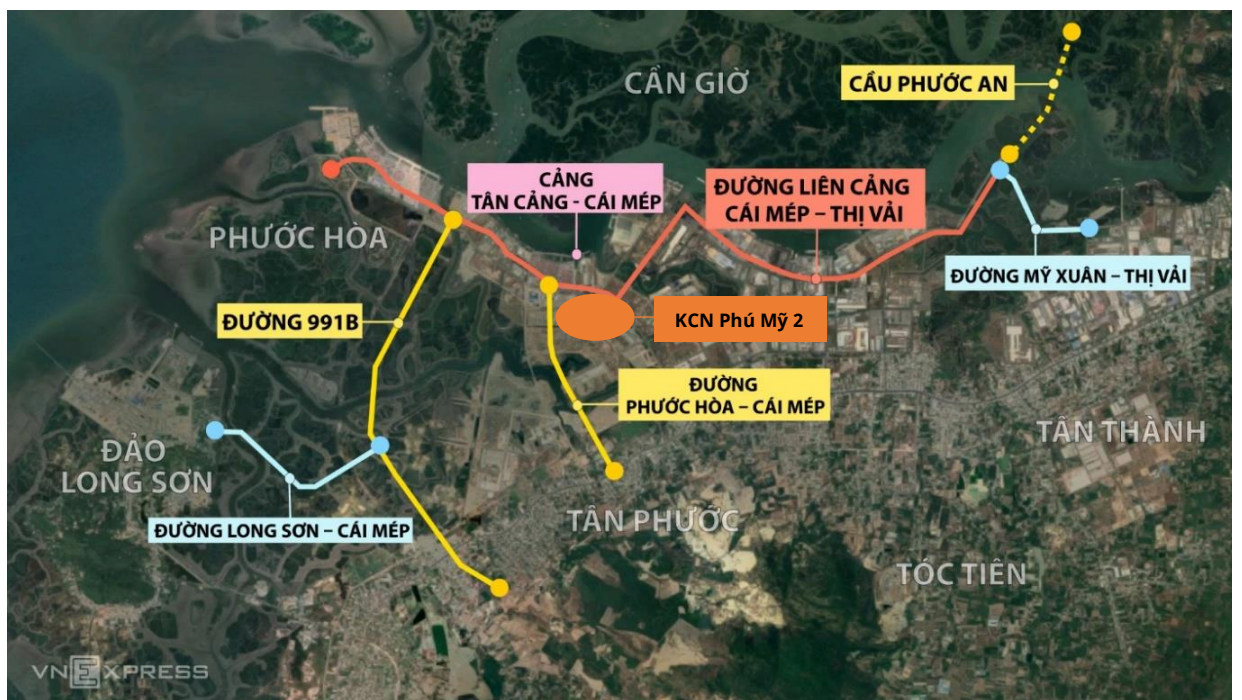 CẦN GIỜ
CẦU PHƯỚC AN
CẢNG
TÂN CẢNG - CÁI MÉP
ĐƯỜNG LIÊN CẢNG
CÁI MÉP – THỊ VẢI
PHƯỚC HÒA
ĐƯỜNG MỸ XUÂN – THỊ VẢI
ĐƯỜNG 991B
KCN Phú Mỹ 2
ĐƯỜNG
PHƯỚC HÒA – CÁI MÉP
ĐẢO
LONG SƠN
TÂN THÀNH
ĐƯỜNG LONG SƠN – CÁI MÉP
TÂN PHƯỚC
TÓC TIÊN
VNEXPRESS